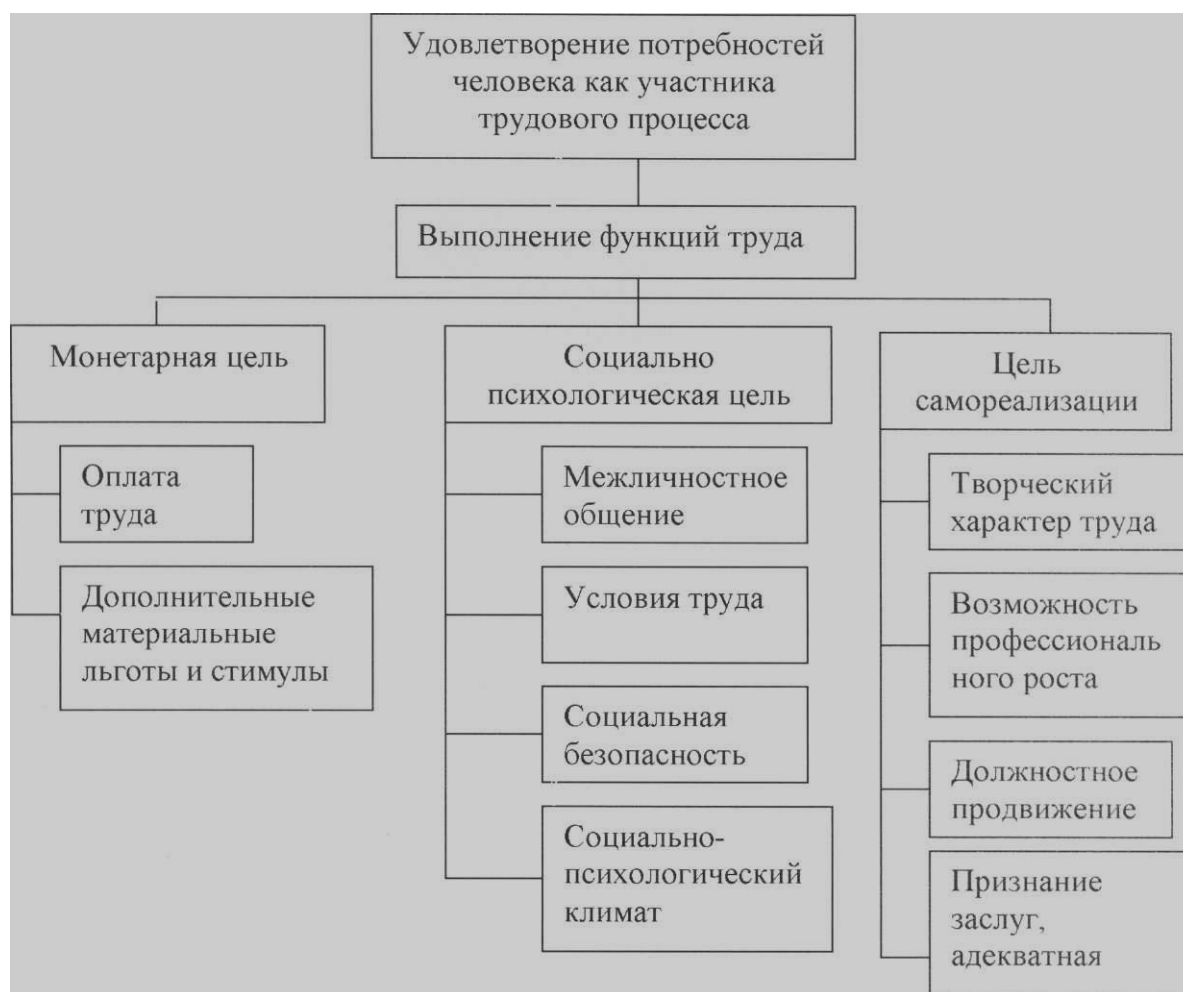 Удовлетворение потребностей
человека как участника
трудового процесса
Выполнение функций труда
Монетарная цель
Оплата
труда
Дополнительные
материальные
льготы и стимулы
Социально
психологическая цель
Межличностное
общение
Условия труда
Социальная
безопасность
Социально-
психологический
климат
Цель
самореализации
Творческий
характер труда
Возможность
профессиональ
ного роста
Должностное
продвижение
Признание
заслуг,
адекватная